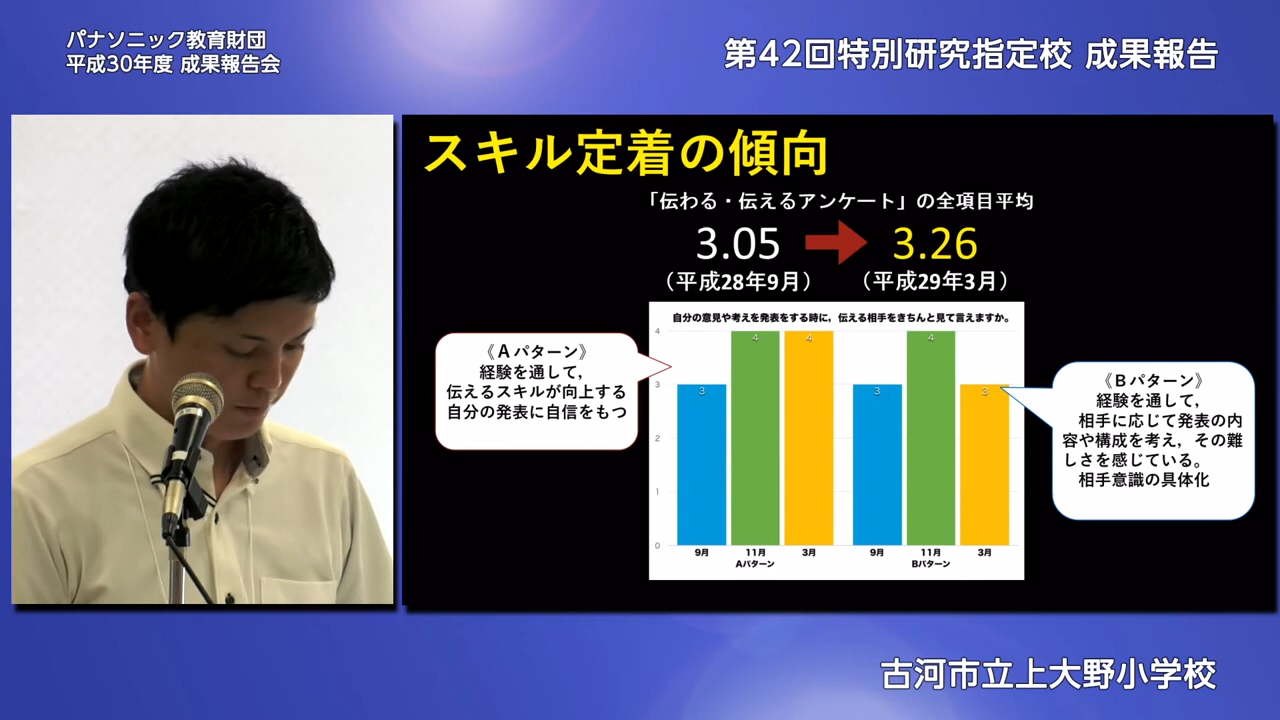 パナソニック教育財団
平成30年度 成果報告会
第42回特別研究指定校 成果報告
スキル定着の傾向
「伝わる・伝えるアンケート」の全項目平均
3.05
3.26
（平成28年9月）
（平成29年3月）
自分の意見や考えを発表をする時に，伝える相手をきちんと見て言えますか。
4
3
2
1
0
3
4
4
3
4
3
9月
11月
3月
9月
11月
3月
Aパターン
Bパターン
《Ａパターン》
経験を通して，
伝えるスキルが向上する
自分の発表に自信をもつ
《Ｂパターン》
経験を通して，
相手に応じて発表の内
容や構成を考え，その難
しさを感じている。
相手意識の具体化
古河市立上大野小学校